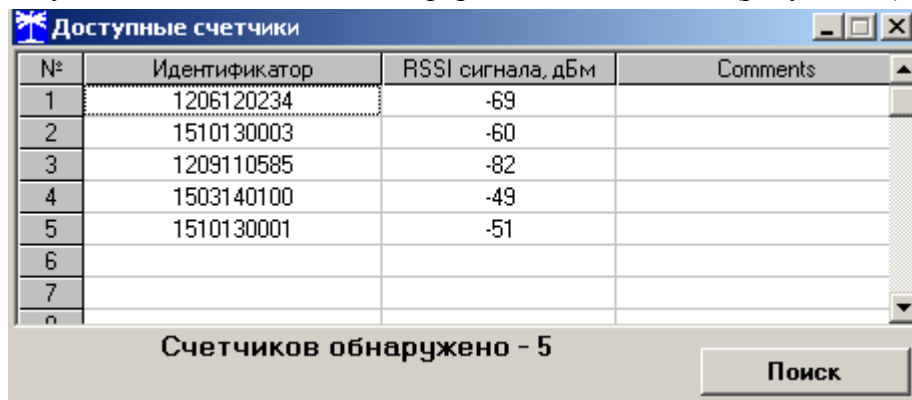 Доступные счетчики
№ Идентификатор RSSI сигнала, дБм Comments
1 1206120234 -69
2 1510130003 -60
3 1209110585 -82
4 1503140100 -49
5 1510130001 -51
6
7
Счетчиков обнаружено - 5
Поиск